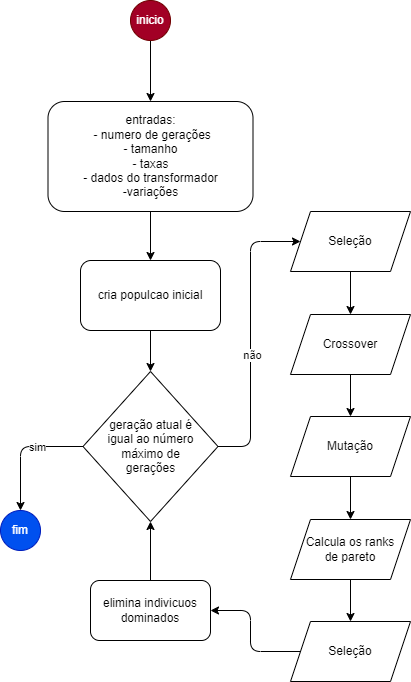 inicio
entradas:
- numero de gerações
- tamanho
- taxas
- dados do transformador
-variações
cria populcao inicial
geração atual é
igual ao número
máximo de
gerações
sim
fim
não
Seleção
Crossover
Mutação
Calcula os ranks
de pareto
Seleção
elimina indivicuos
dominados